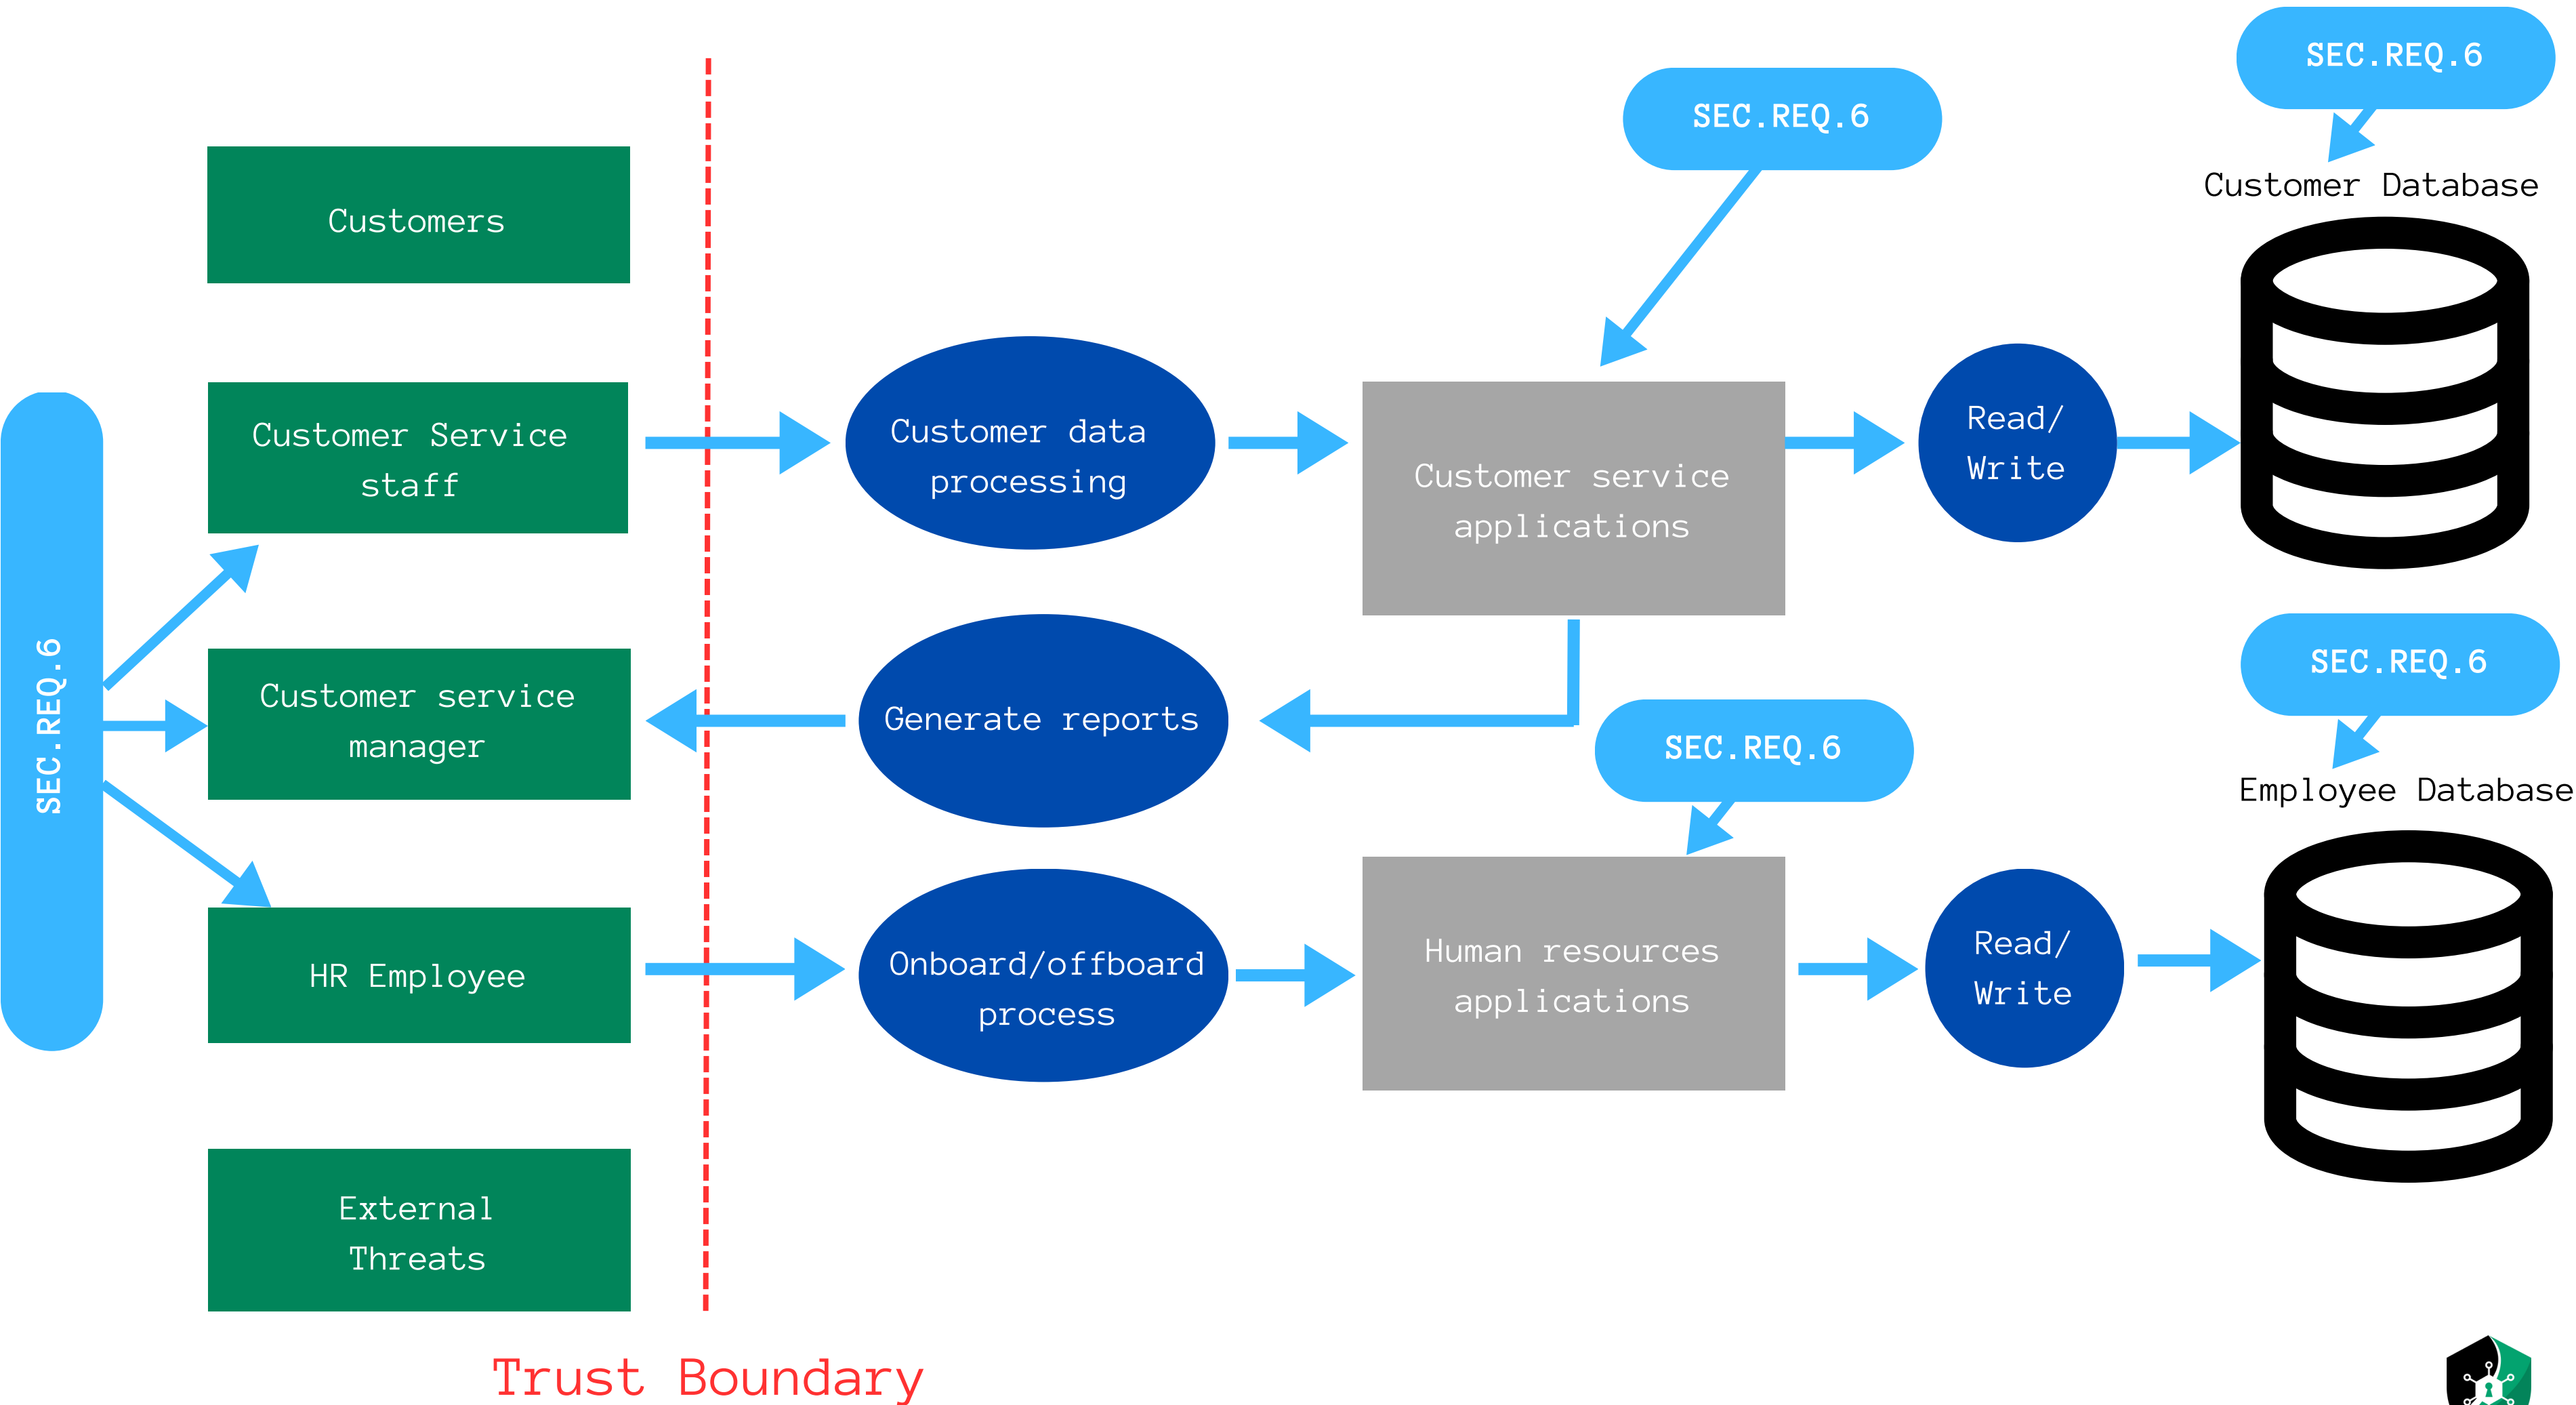 SEC.REQ.6
SEC.REQ.6
Customer Database
Customers
Customer Service
staff
Customer data
processing
Customer service
applications
Read/
Write
SEC.REQ.6
Customer service
manager
Generate reports
SEC.REQ.6
SEC.REQ.6
Employee Database
HR Employee
Onboard/offboard
process
Human resources
applications
Read/
Write
External
Threats
Trust Boundary